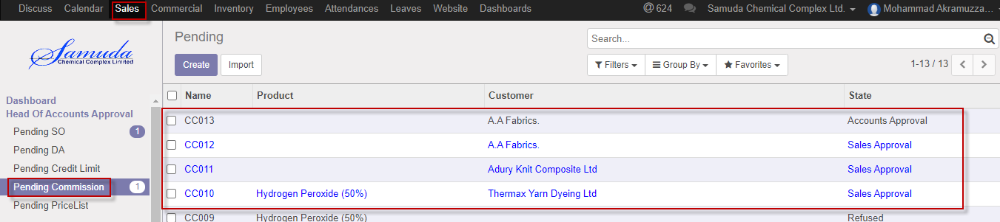 Discuss Calendar Sales Commercial Inventory Employees Attendances Leaves Website Dashboards @ 624 Samuda Chemical Complex Ltd. Mohammad Akramuzza...
Samuda
Chemical Complex Limited
Pending
Search...
Create Import
Filters Group By Favorites 1-13 / 13
Dashboard
Head Of Accounts Approval
Pending SO 1
Pending DA
Pending Credit Limit
Pending Commission 1
Pending PriceList
Name Product Customer State
CC013 A.A Fabrics. Accounts Approval
CC012 A.A Fabrics. Sales Approval
CC011 Adury Knit Composite Ltd Sales Approval
CC010 Hydrogen Peroxide (50%) Thermax Yarn Dyeing Ltd Sales Approval
CC009 Hydrogen Peroxide (50%) Refused